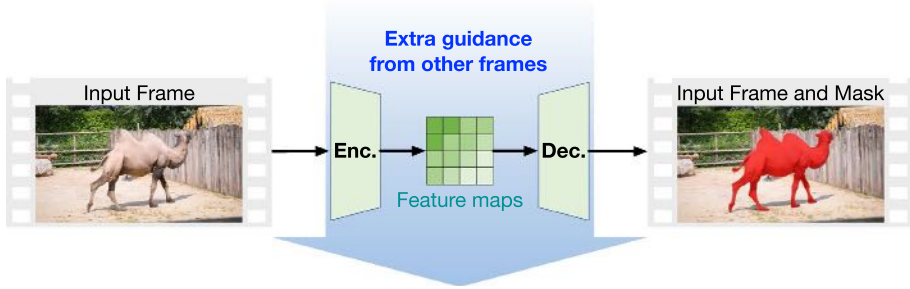 Extra guidance
from other frames
Input Frame
Enc.
Feature maps
Dec.
Input Frame and Mask